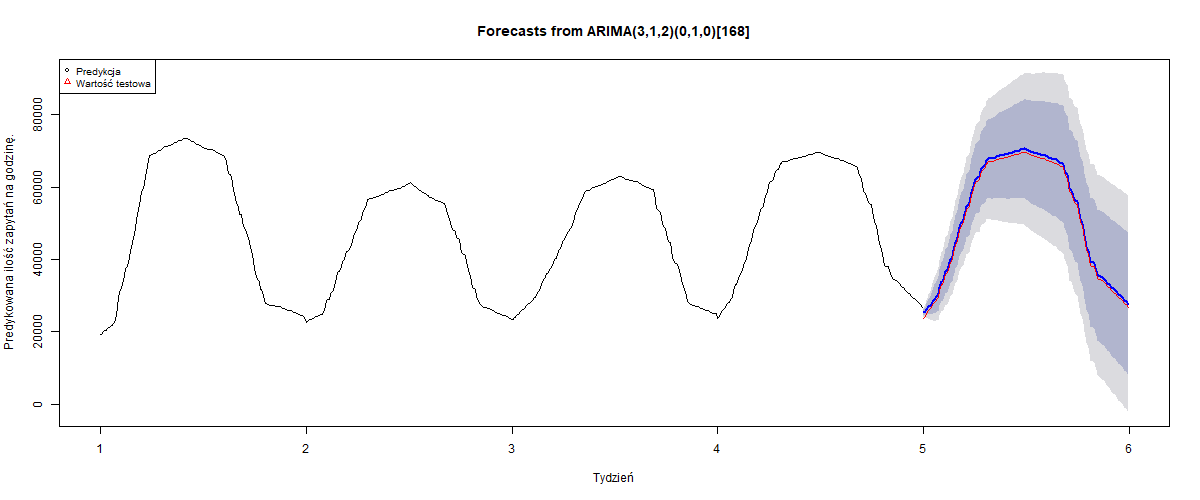 Forecasts from ARIMA(3,1,2)(0,1,0)[168]
Predykcja
Wartość testowa
Predykowana ilość zapytań na godzinę.
80000
60000
40000
20000
0
1 2 3 4 5 6
Tydzień